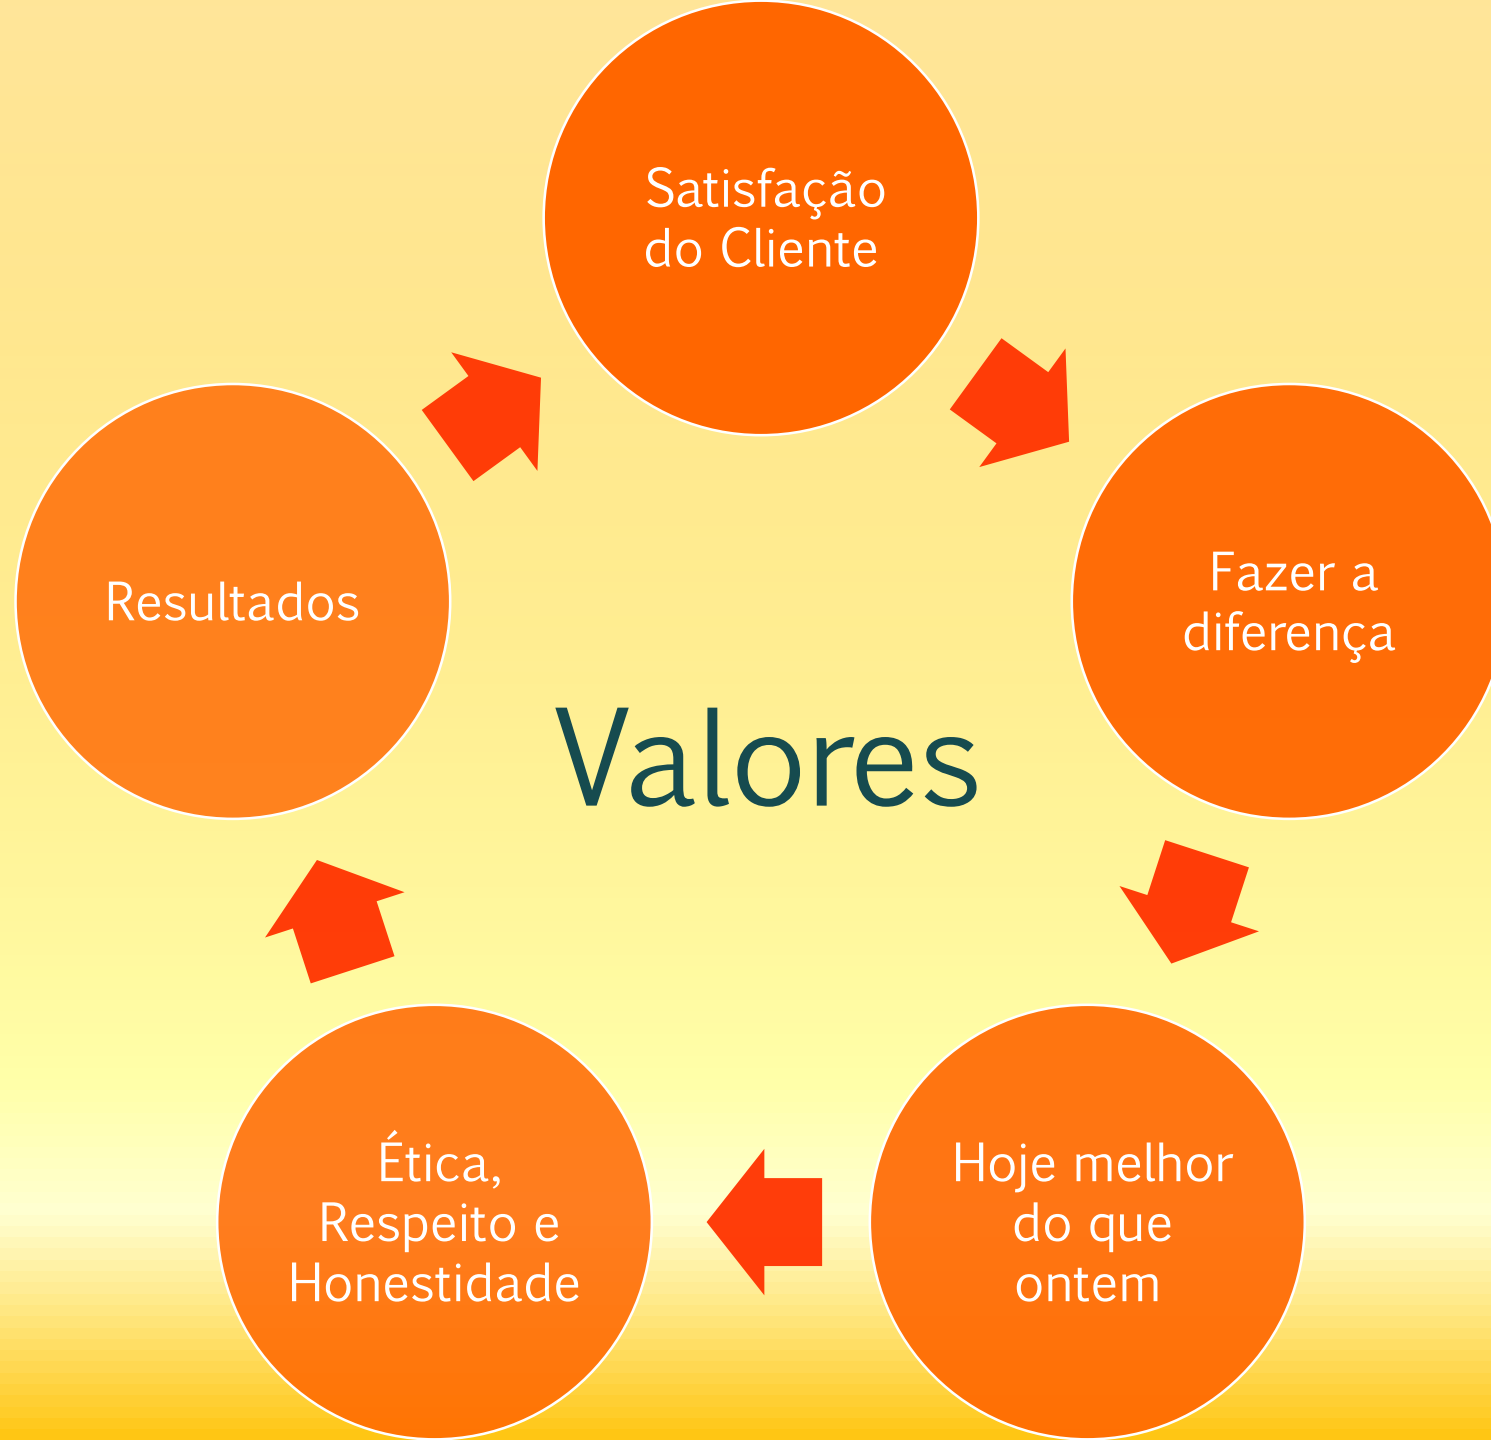 Satisfação
do Cliente
Fazer a
diferença
Hoje melhor
do que
ontem
Ética,
Respeito e
Honestidade
Resultados
Valores